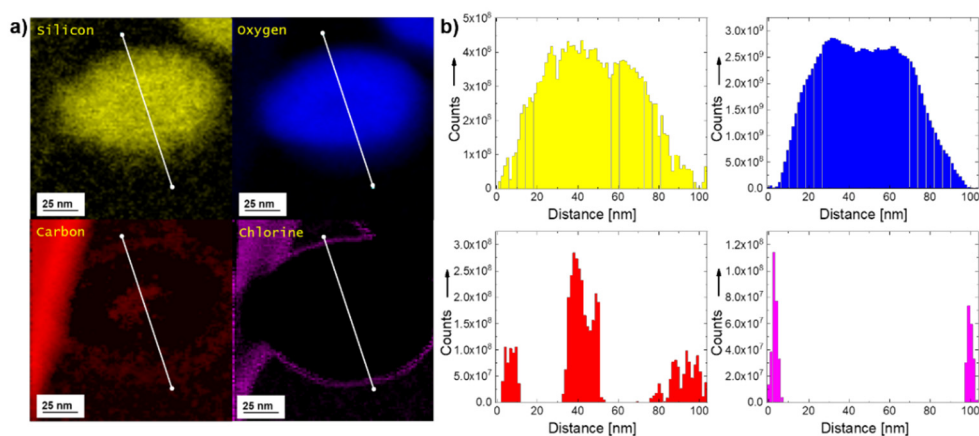 a)
Silicon
25 nm
Oxygen
25 nm
Carbon
25 nm
Chlorine
25 nm
b)
5x10⁸
4x10⁸
3x10⁸
2x10⁸
1x10⁸
0
Counts
0 20 40 60 80 100
Distance [nm]
3.0x10⁹
2.5x10⁹
2.0x10⁹
1.5x10⁹
1.0x10⁹
5.0x10⁸
0.0
Counts
0 20 40 60 80 100
Distance [nm]
3.0x10⁸
2.5x10⁸
2.0x10⁸
1.5x10⁸
1.0x10⁸
5.0x10⁷
0.0
Counts
0 20 40 60 80 100
Distance [nm]
1.2x10⁸
1.0x10⁸
8.0x10⁷
6.0x10⁷
4.0x10⁷
2.0x10⁷
0.0
Counts
0 20 40 60 80 100
Distance [nm]